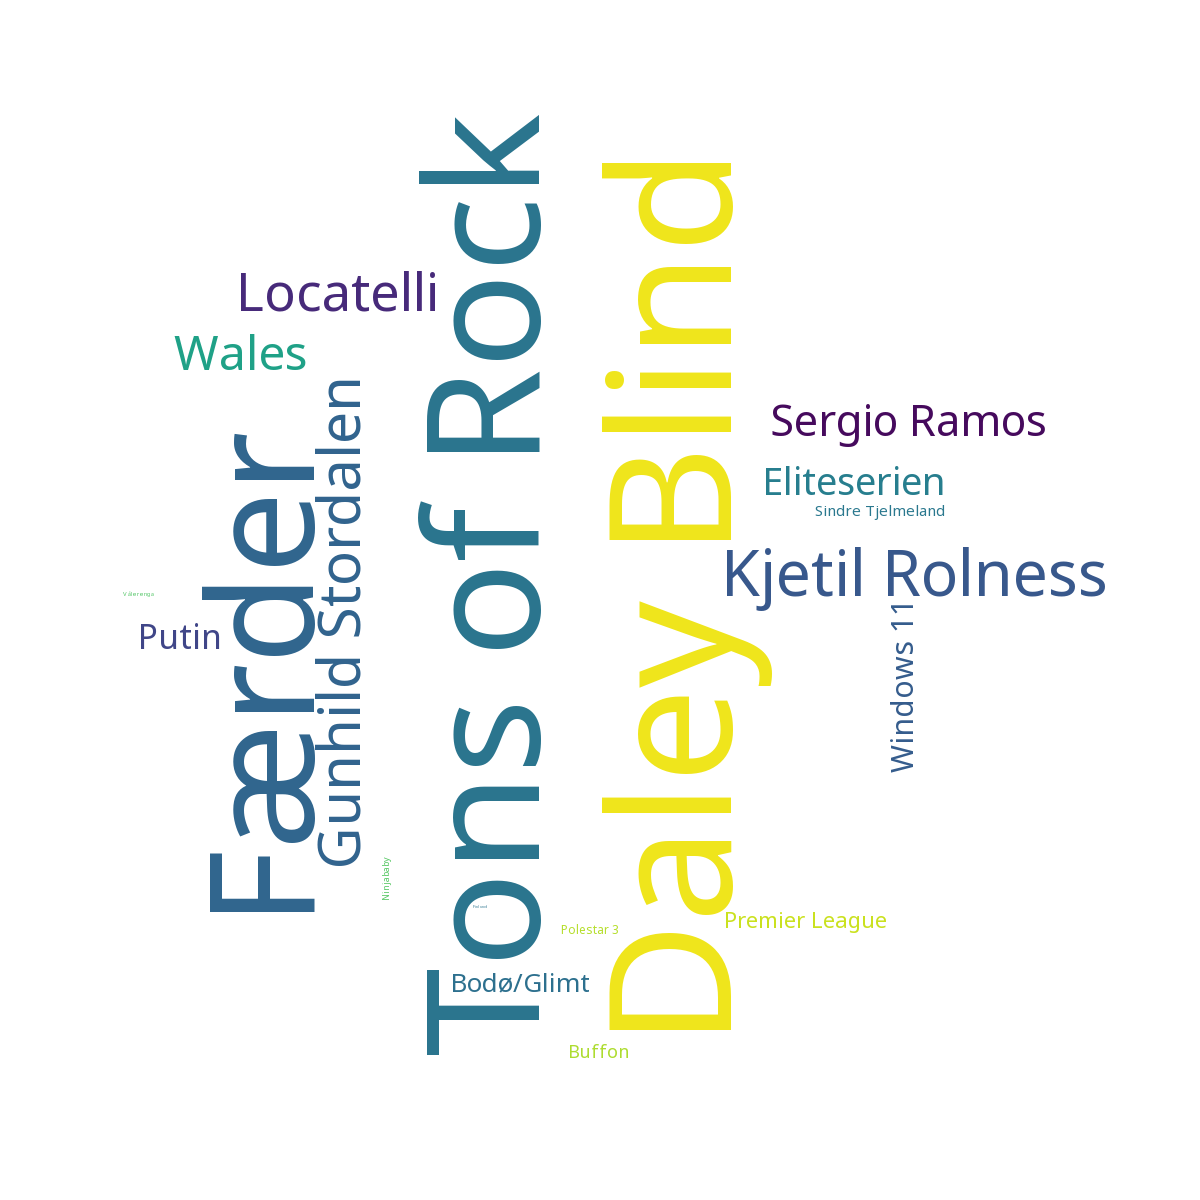 Tons of Rock
Daley Blind
Locatelli
Wales
Færder
Gunhild Stordalen
Sergio Ramos
Eliteserien
Sindre Tjelmeland
Kjetil Rolness
Windows 11
Vålerenga
Putin
Ninjababy
Premier League
Polestar 3
Bodø/Glimt
Buffon